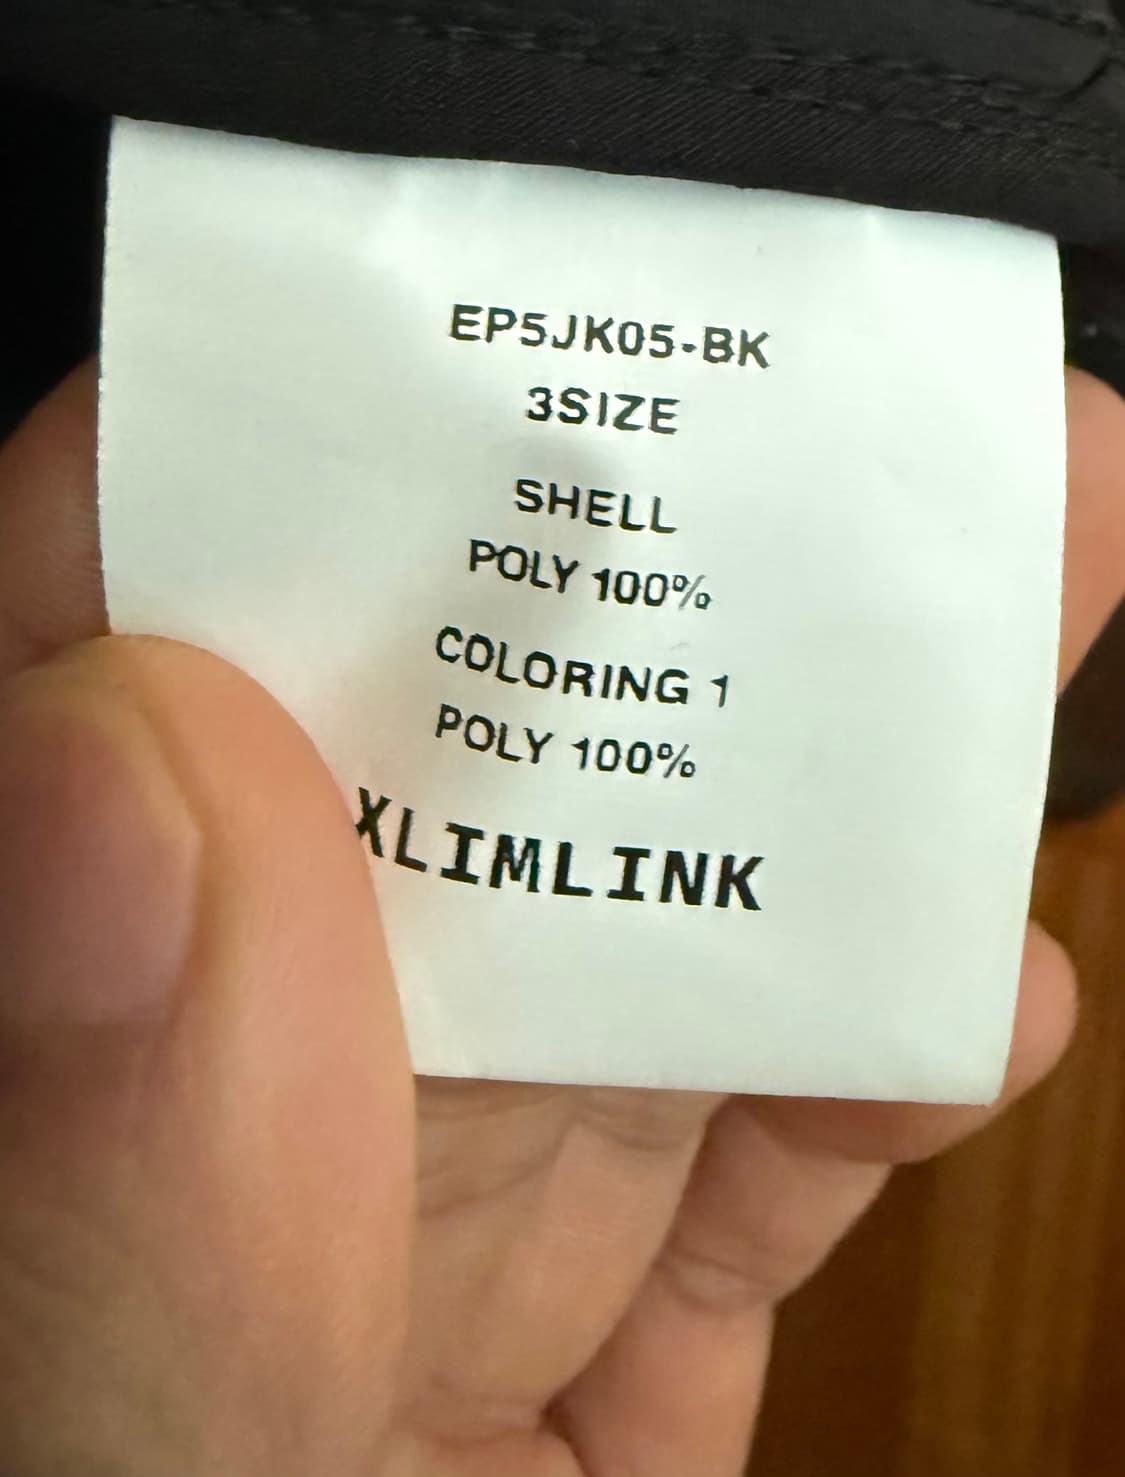 EP5JK05-BK
3SIZE
SHELL
POLY 100%
COLORING 1
POLY 100%
XLIMLINK